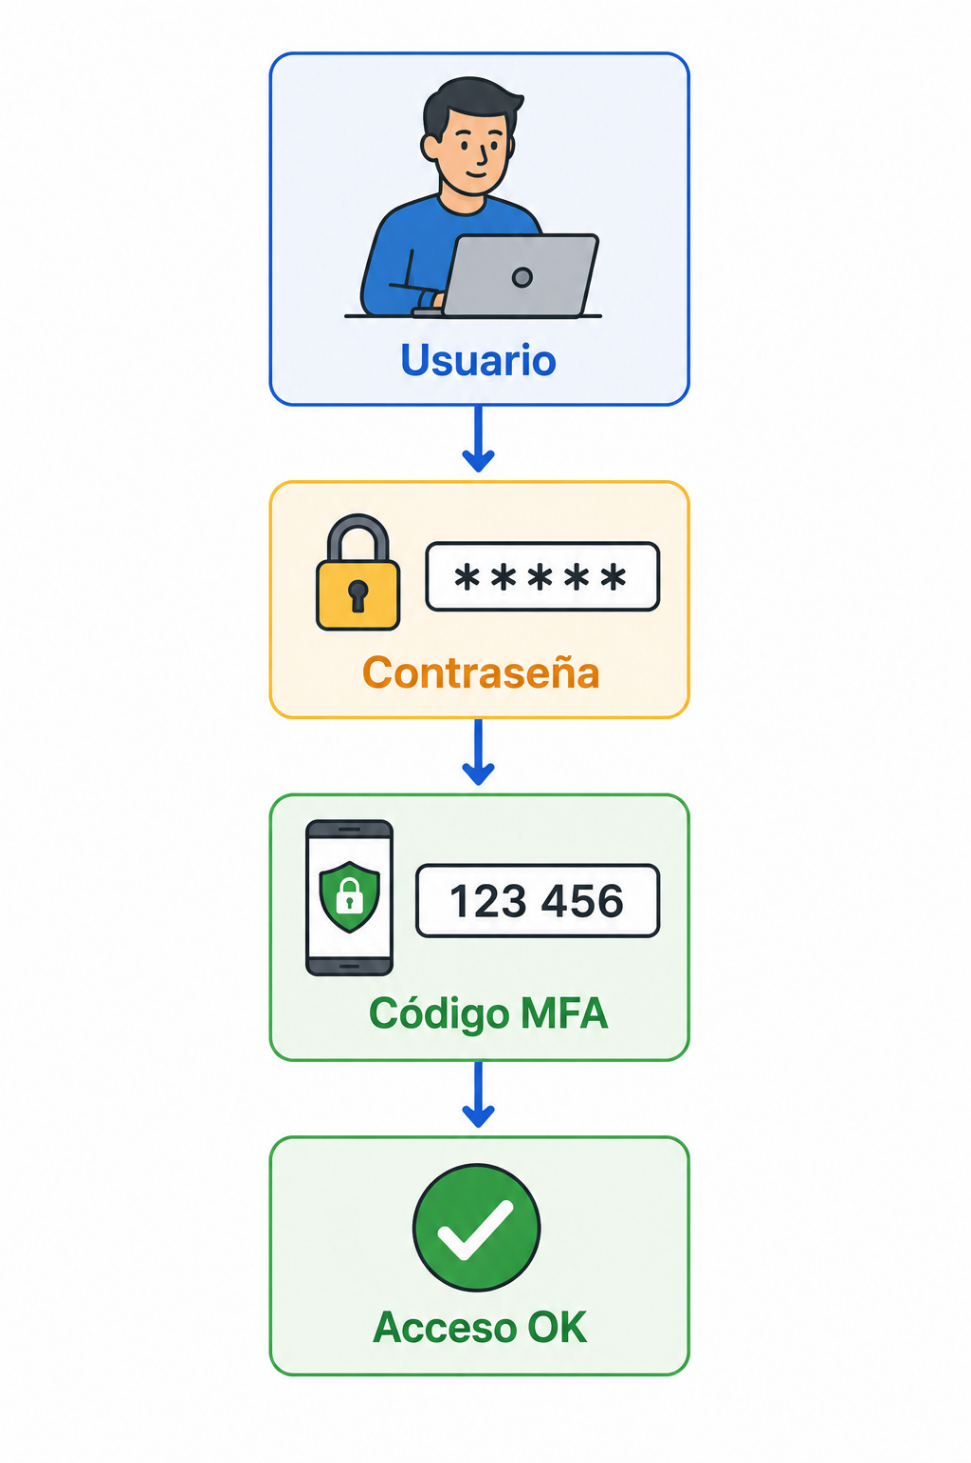 Usuario
*****
Contraseña
123 456
Código MFA
Acceso OK